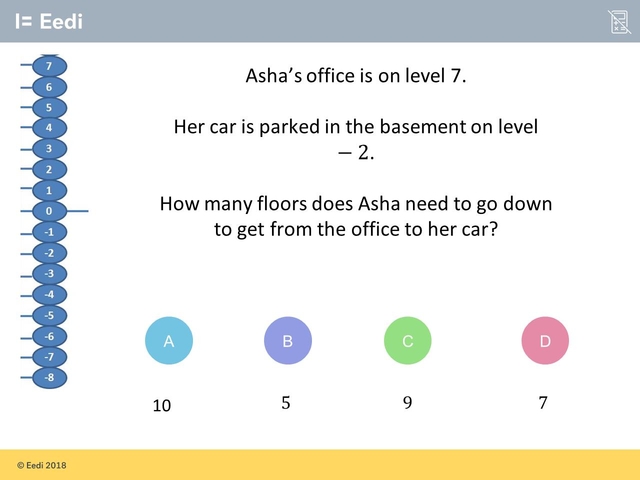 I= Eedi
7
6
5
4
3
2
1
0
-1
-2
-3
-4
-5
-6
-7
-8
Asha’s office is on level 7.
Her car is parked in the basement on level
− 2.
How many floors does Asha need to go down
to get from the office to her car?
A B C D
10 5 9 7
© Eedi 2018